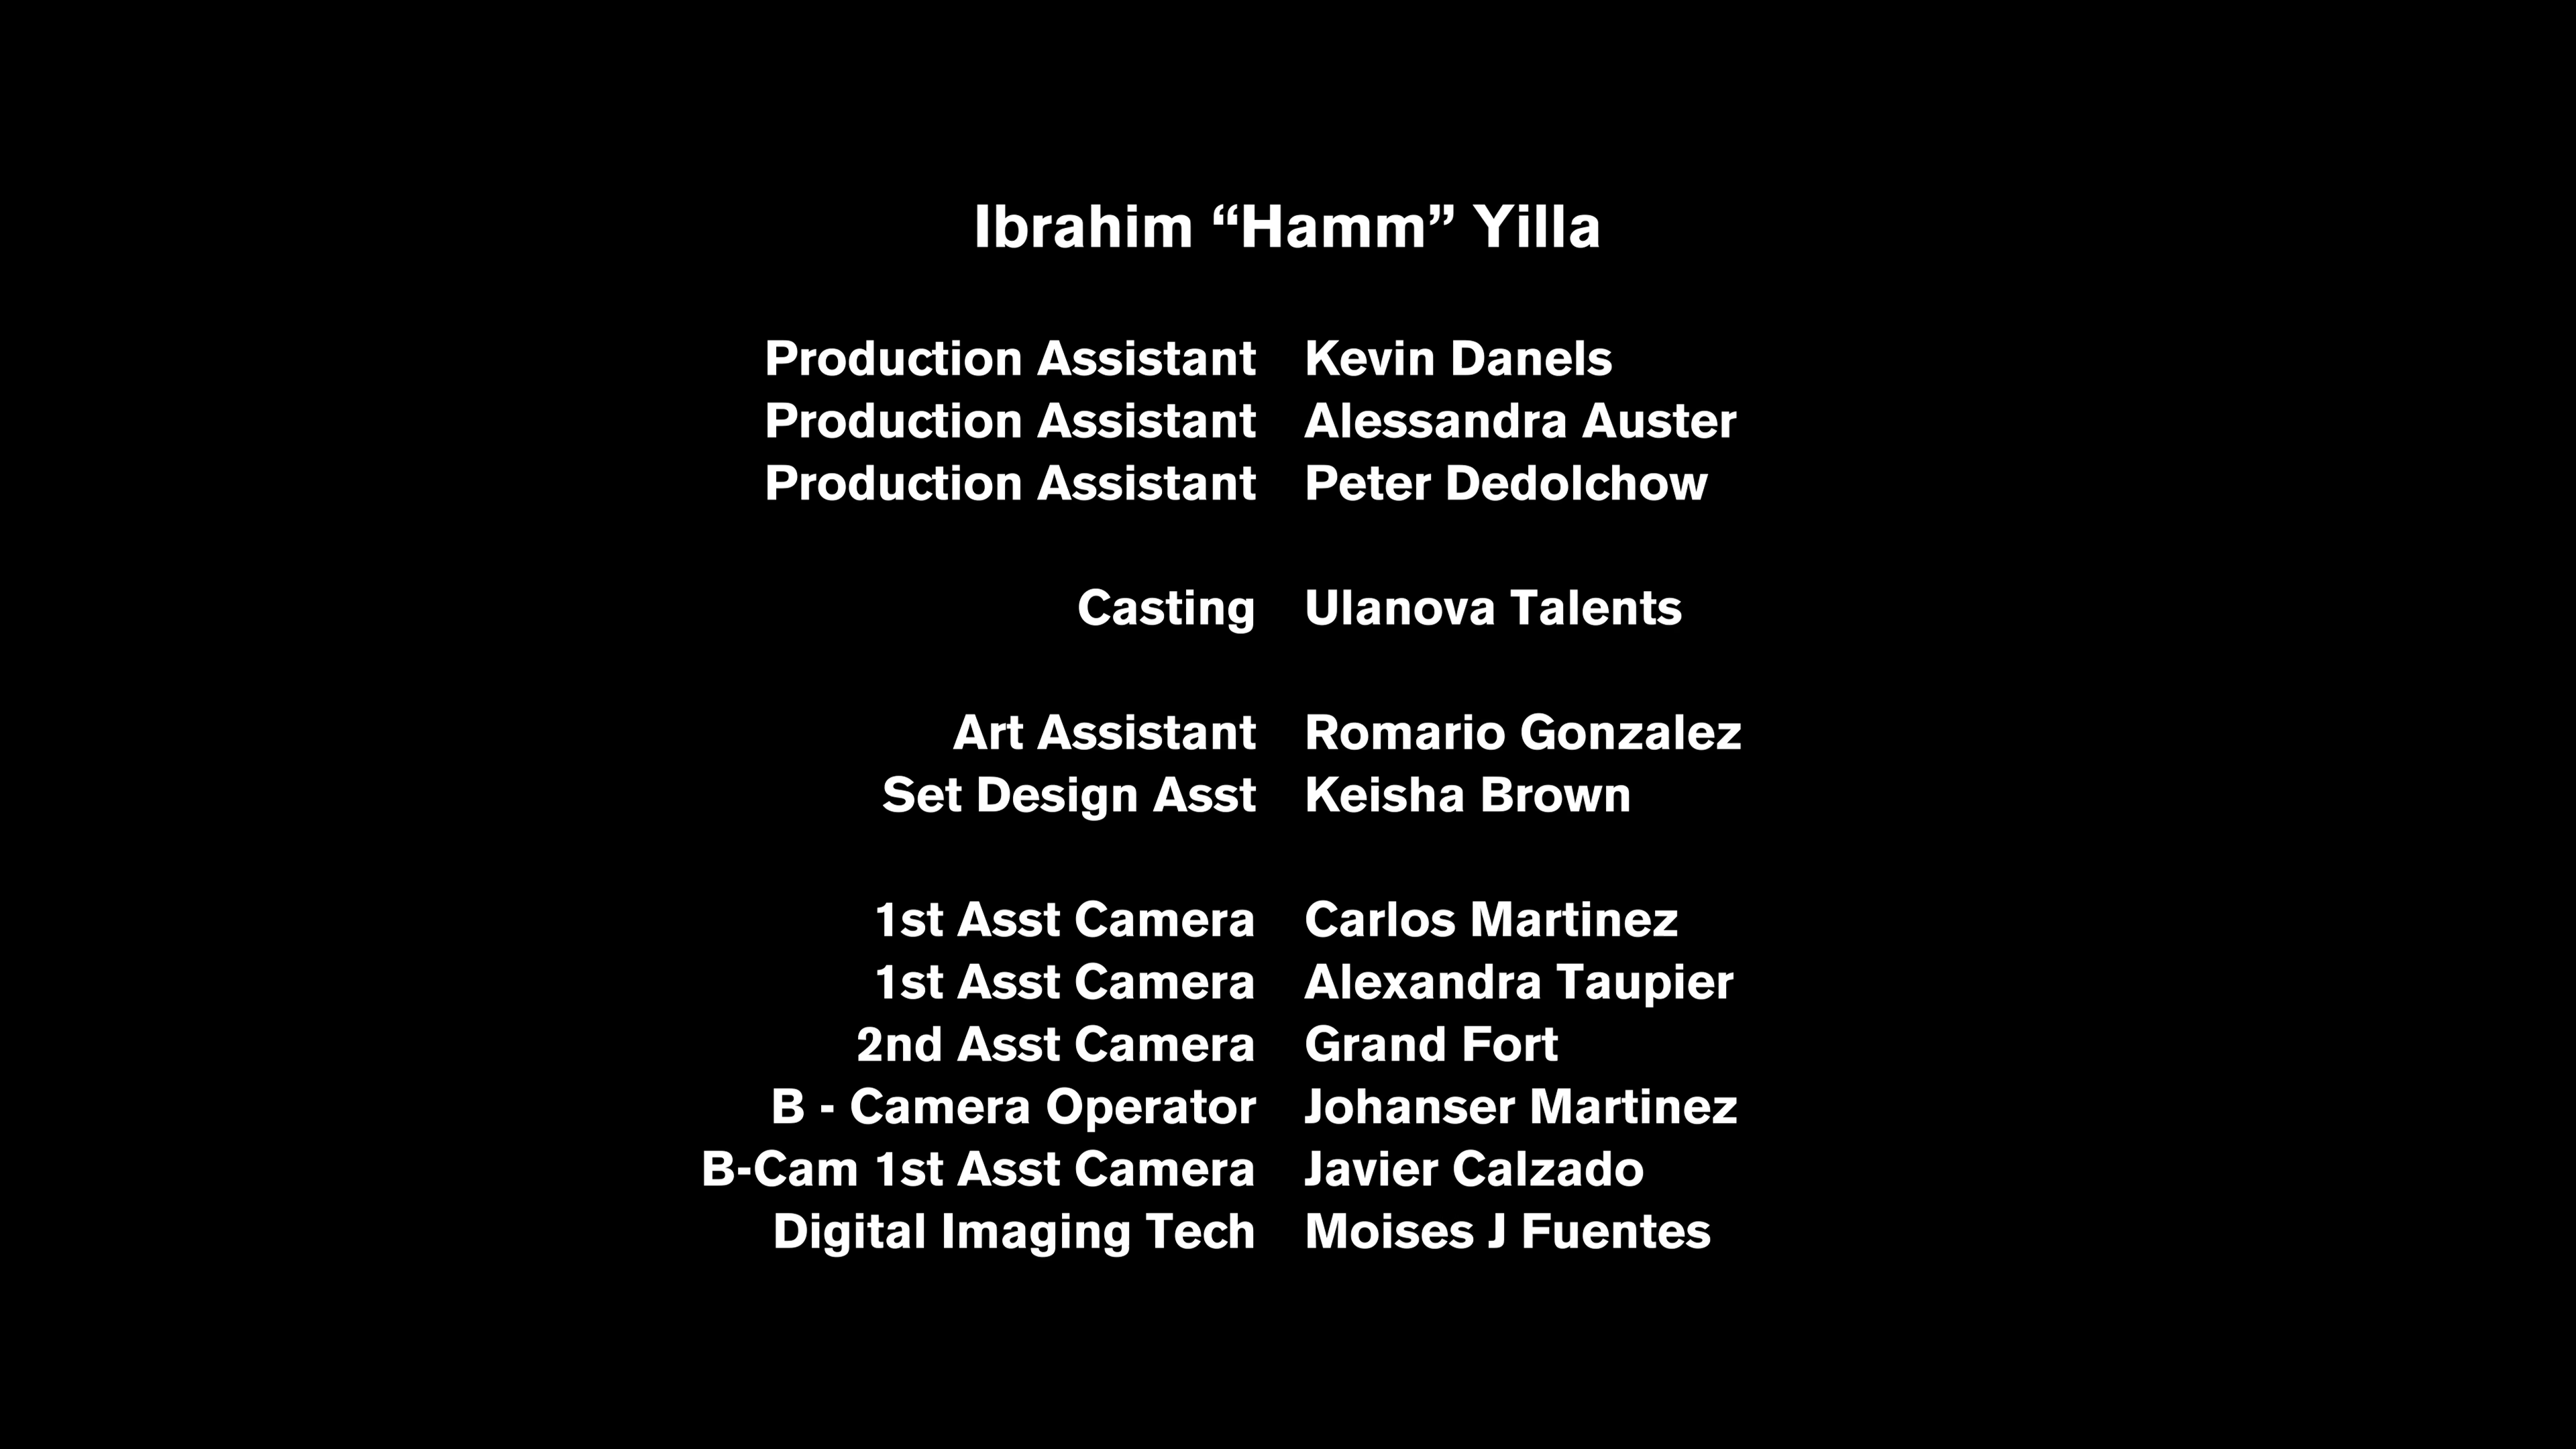 Ibrahim “Hamm” Yilla
Production Assistant Kevin Danels
Production Assistant Alessandra Auster
Production Assistant Peter Dedolchow
Casting Ulanova Talents
Art Assistant Romario Gonzalez
Set Design Asst Keisha Brown
1st Asst Camera Carlos Martinez
1st Asst Camera Alexandra Taupier
2nd Asst Camera Grand Fort
B - Camera Operator Johanser Martinez
B-Cam 1st Asst Camera Javier Calzado
Digital Imaging Tech Moises J Fuentes